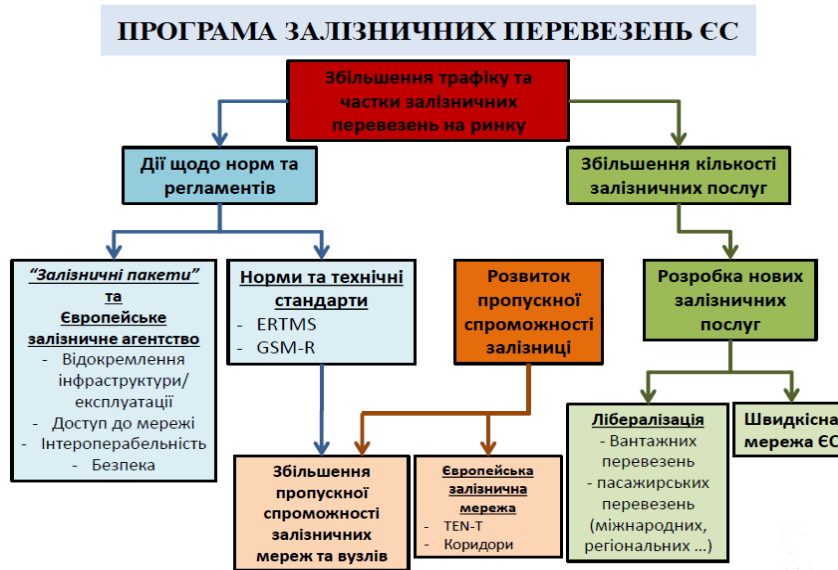 ПРОГРАМА ЗАЛІЗНИЧНИХ ПЕРЕВЕЗЕНЬ ЄС
Збільшення трафіку та
частки залізничних
перевезень на ринку
Дії щодо норм та
регламентів
Збільшення кількості
залізничних послуг
“Залізничні пакети”
та
Європейське
залізничне агентство
- Відокремлення
інфраструктури/
експлуатації
- Доступ до мережі
- Інтероперабельність
- Безпека
Норми та технічні
стандарти
- ERTMS
- GSM-R
Розвиток
пропускної
спроможності
залізниці
Розробка нових
залізничних
послуг
Збільшення
пропускної
спроможності
залізничних
мереж та вузлів
Європейська
залізнична
мережа
- TEN-T
- Коридори
Лібералізація
- Вантажних
перевезень
- пасажирських
перевезень
(міжнародних,
регіональних ...)
Швидкісна
мережа ЄС